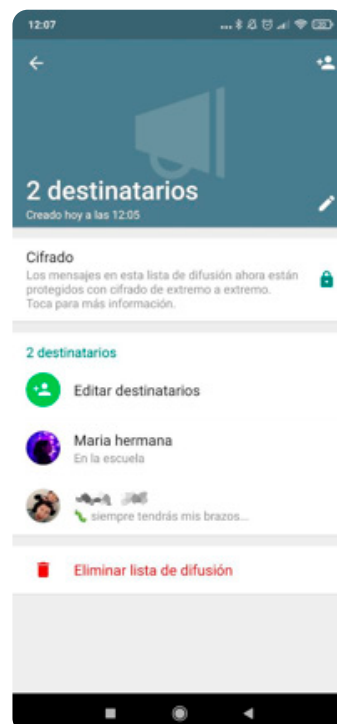 12:07
2 destinatarios
Creado hoy a las 12:05
Cifrado
Los mensajes en esta lista de difusión ahora están
protegidos con cifrado de extremo a extremo.
Toca para más información.
2 destinatarios
Editar destinatarios
Maria hermana
En la escuela
siempre tendrás mis brazos...
Eliminar lista de difusión